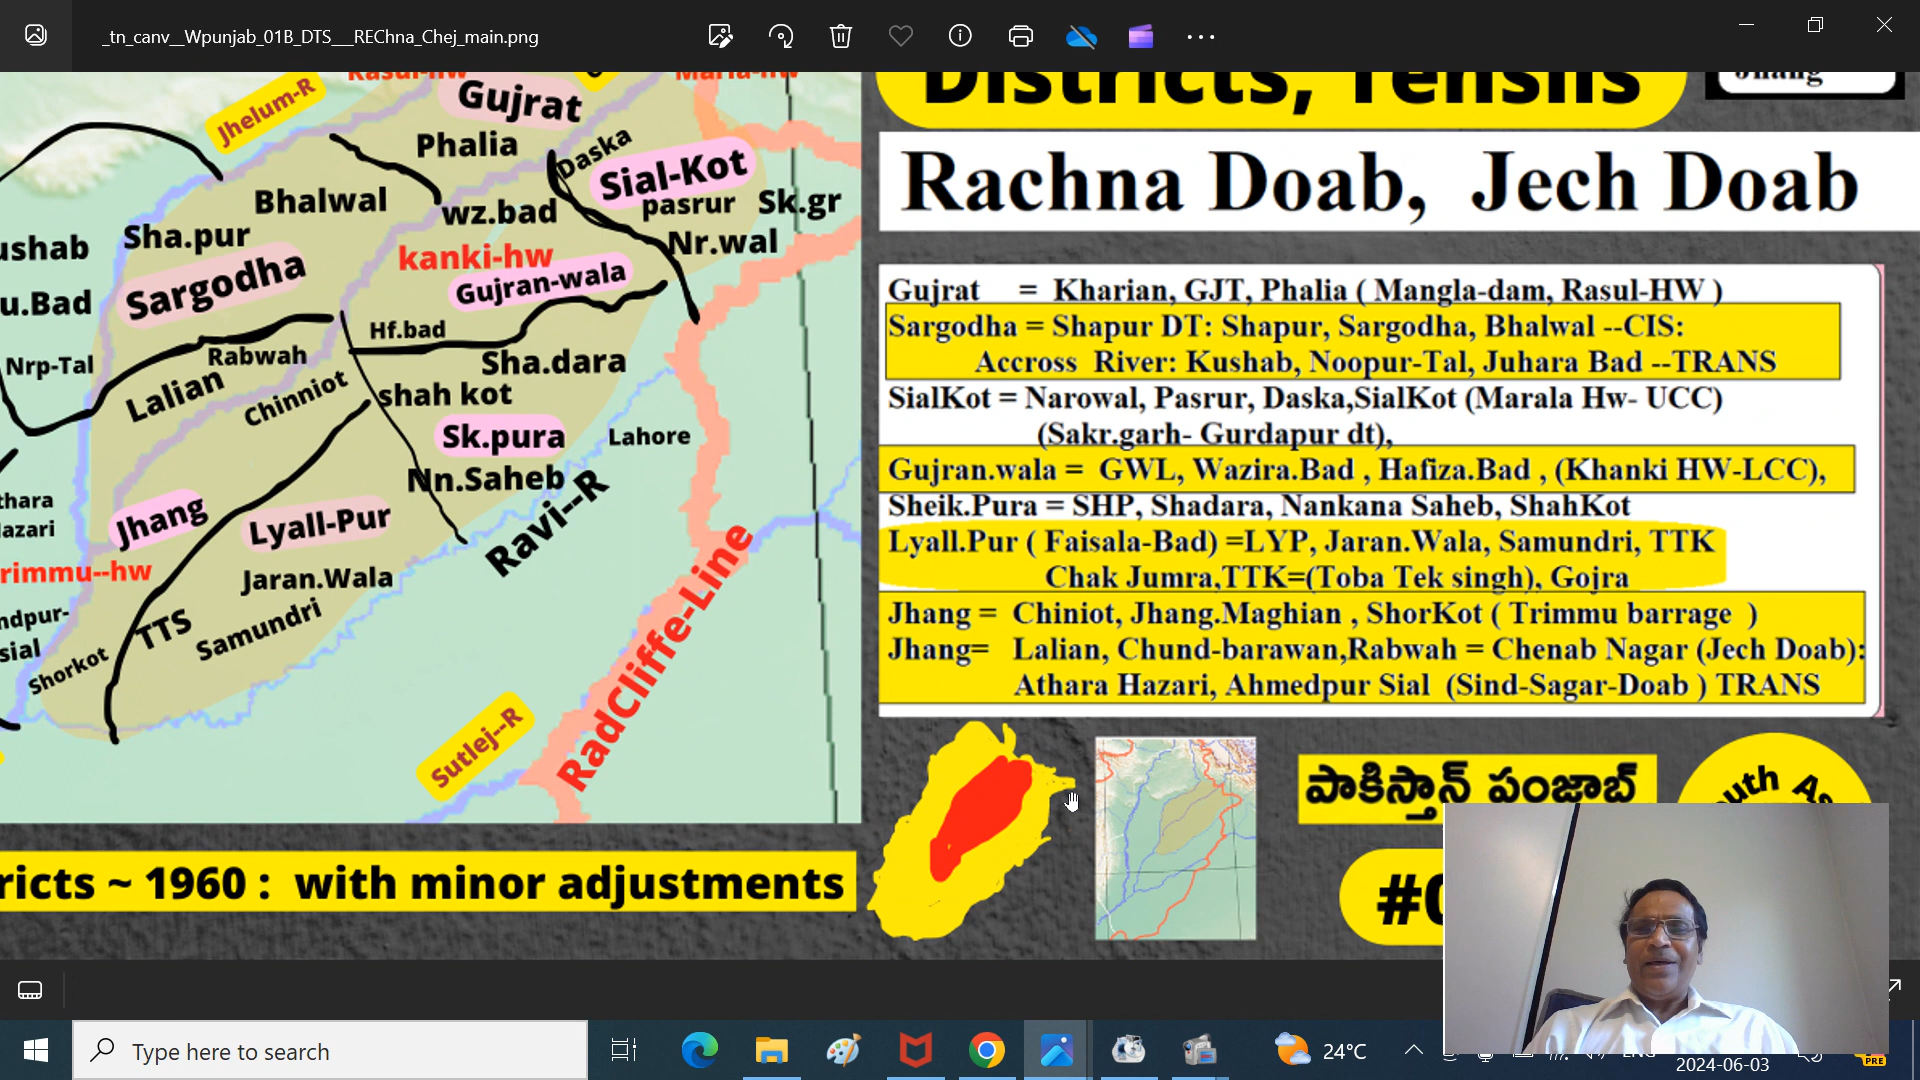 _tn_canv__Wpunjab_01B_DTS___REChna_Chej_main.png
Jhelum-R
Gujrat
Phalia
Daska
Sial-Kot
Bhalwal
wz.bad
pasrur
Sk.gr
Sha.pur
Nr.wal
ushab
kanki-hw
Sargodha
Gujran-wala
u.Bad
Hf.bad
Nrp-Tal
Rabwah
Sha.dara
Lalian
Chinniot
shah kot
Sk.pura
Lahore
Nn.Saheb
Ravi--R
thara
Jhang
Lyall-Pur
azari
rimmu--hw
Jaran.Wala
RadCliffe-Line
ndpur-
TTS
Samundri
sial
Shorkot
Sutlej--R
ricts ~ 1960 : with minor adjustments
Districts, Tensils
Jhang
Rachna Doab, Jech Doab
Gujrat = Kharian, GJT, Phalia ( Mangla-dam, Rasul-HW )
Sargodha = Shapur DT: Shapur, Sargodha, Bhalwal --CIS:
Accross River: Kushab, Noopur-Tal, Juhara Bad --TRANS
SialKot = Narowal, Pasrur, Daska,SialKot (Marala Hw- UCC)
(Sakr.garh- Gurdapur dt),
Gujran.wala = GWL, Wazira.Bad , Hafiza.Bad , (Khanki HW-LCC),
Sheik.Pura = SHP, Shadara, Nankana Saheb, ShahKot
Lyall.Pur ( Faisala-Bad) =LYP, Jaran.Wala, Samundri, TTK
Chak Jumra,TTK=(Toba Tek singh), Gojra
Jhang = Chiniot, Jhang.Maghian , ShorKot ( Trimmu barrage )
Jhang= Lalian, Chund-barawan,Rabwah = Chenab Nagar (Jech Doab):
Athara Hazari, Ahmedpur Sial (Sind-Sagar-Doab ) TRANS
పాకిస్తాన్ పంజాబ్
outh As
#0
Type here to search
24°C
2024-06-03
PRE